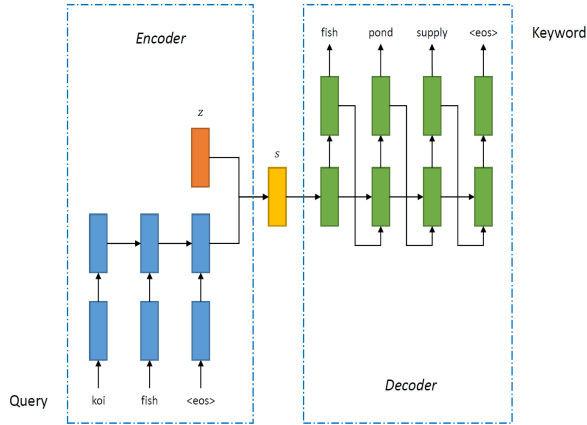 fish pond supply <eos>
Keyword
Encoder
z
s
Decoder
Query
koi fish <eos>